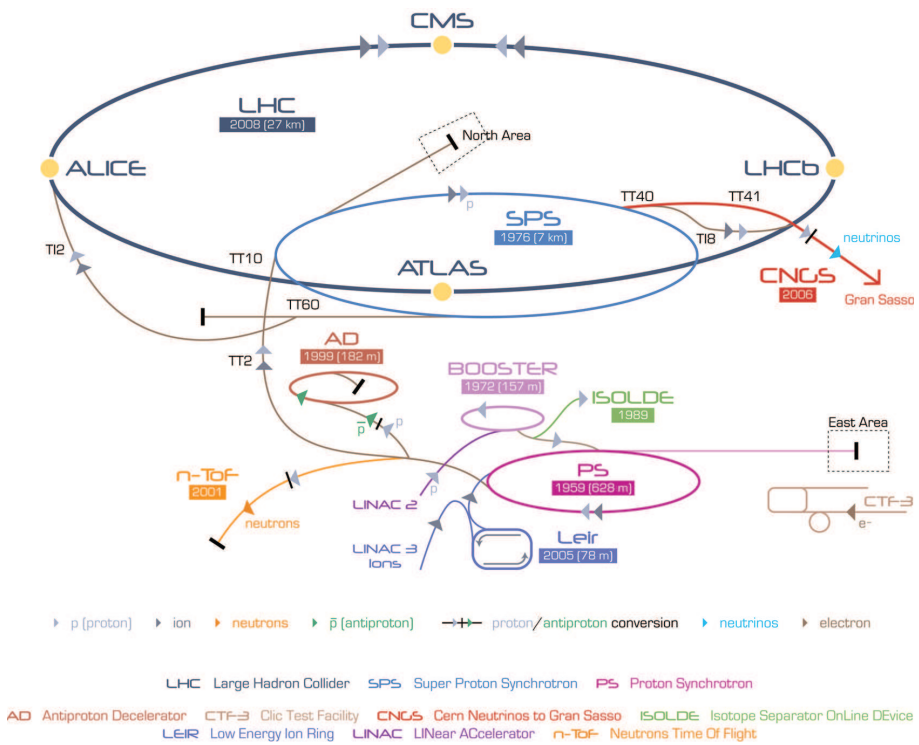 CMS
LHC
2008 (27 km)
North Area
ALICE
LHCb
TT40
TT41
p
SPS
1976 (7 km)
TI8
neutrinos
TI2
TT10
ATLAS
CNGS
2006
Gran Sasso
TT60
AD
1999 (182 m)
TT2
BOOSTER
1972 (157 m)
ISOLDE
1989
p̄
p
East Area
n-ToF
2001
PS
1959 (628 m)
p
LINAC 2
neutrons
CTF-3
e-
LINAC 3
Ions
Leir
2005 (78 m)
p (proton)
ion
neutrons
p̄ (antiproton)
proton/antiproton conversion
neutrinos
electron
LHC Large Hadron Collider SPS Super Proton Synchrotron PS Proton Synchrotron
AD Antiproton Decelerator CTF-3 Clic Test Facility CNGS Cern Neutrinos to Gran Sasso ISOLDE Isotope Separator OnLine DEvice
LEIR Low Energy Ion Ring LINAC LINear ACcelerator n-ToF Neutrons Time Of Flight